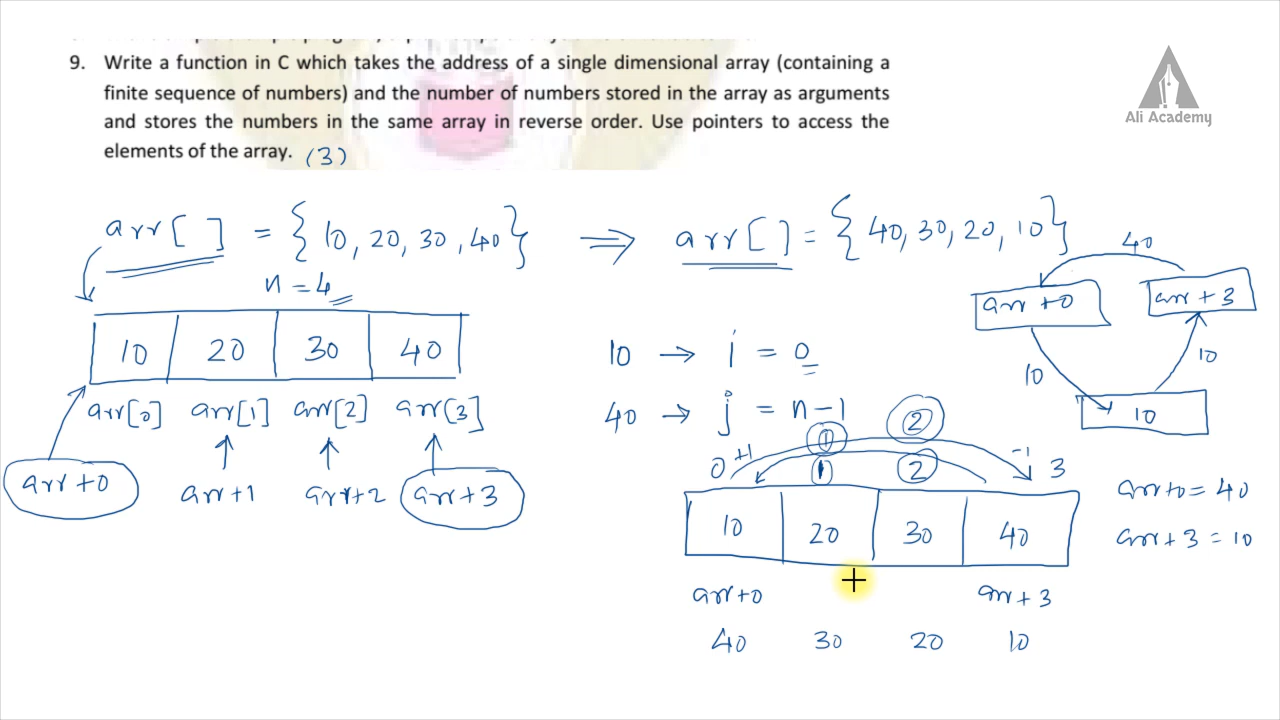 9. Write a function in C which takes the address of a single dimensional array (containing a
finite sequence of numbers) and the number of numbers stored in the array as arguments
and stores the numbers in the same array in reverse order. Use pointers to access the
elements of the array. (3)
Ali Academy
arr[ ] = {10, 20, 30, 40} ⇒ arr[ ] = {40, 30, 20, 10}
n = 4
40
arr+0 arr+3
10 20 30 40
10 → i = 0
10 10
10
40 → j = n-1
arr[0] arr[1] arr[2] arr[3]
1 2
0 +1 1 2 -1 3
arr+0 arr+1 arr+2 arr+3
arr+0 = 40
10 20 30 40
arr+3 = 10
arr+0 arr+3
40 30 20 10